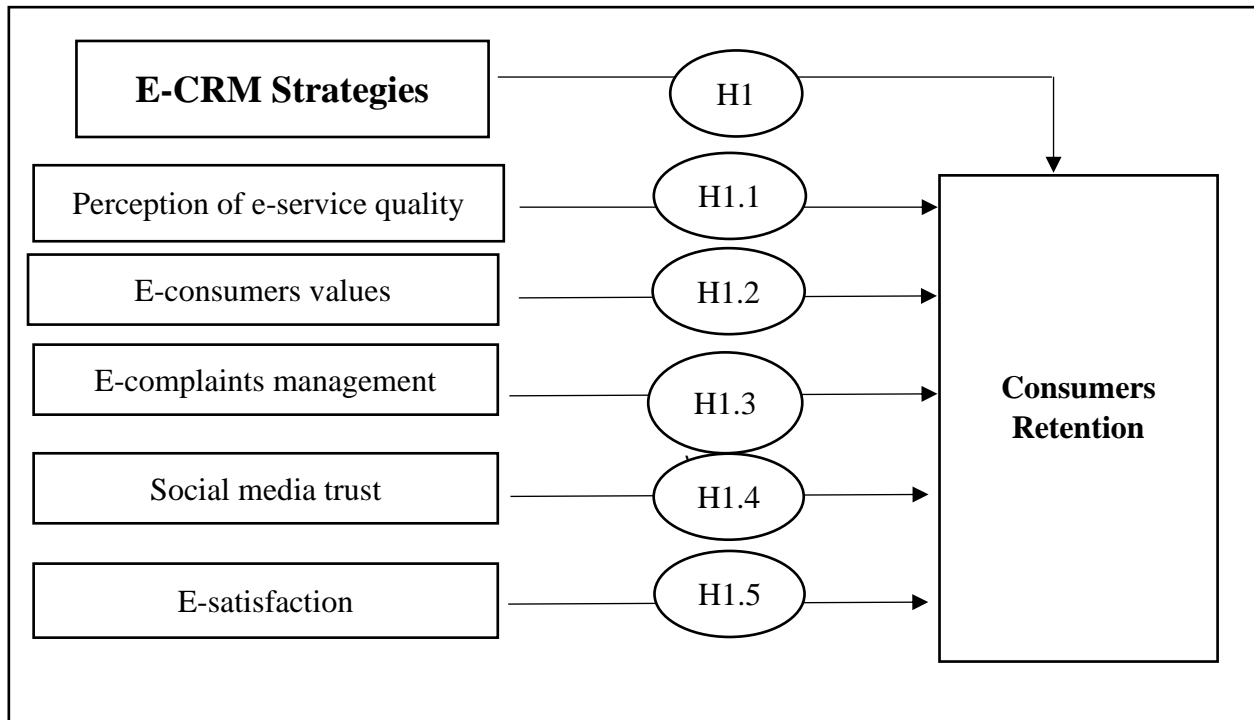 E-CRM Strategies
H1
Perception of e-service quality
H1.1
E-consumers values
H1.2
E-complaints management
H1.3
Social media trust
H1.4
E-satisfaction
H1.5
Consumers
Retention